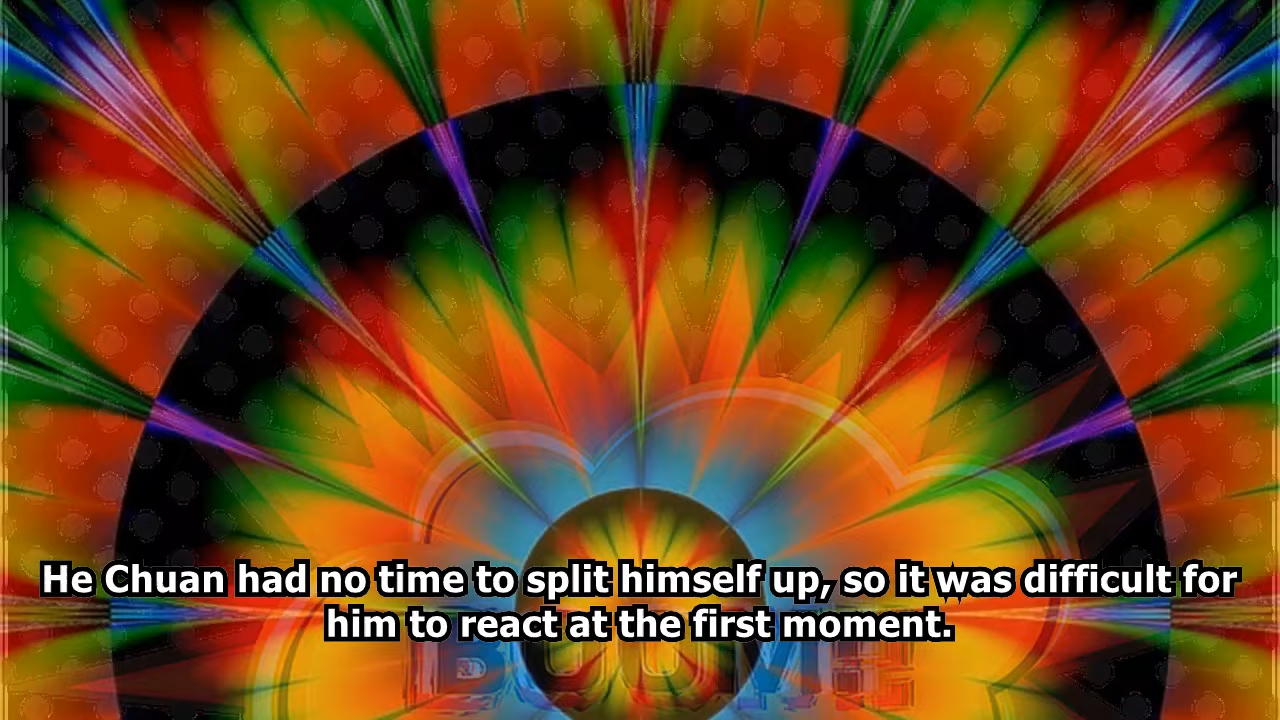 He Chuan had no time to split himself up, so it was difficult for
him to react at the first moment.